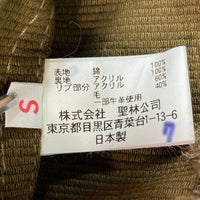 表地 綿 100%
裏地 アクリル 100%
リブ部分 アクリル 60%
毛 40%
一部牛革使用
株式会社 聖林公司
東京都目黒区青葉台1-13-6
日本製
7
S